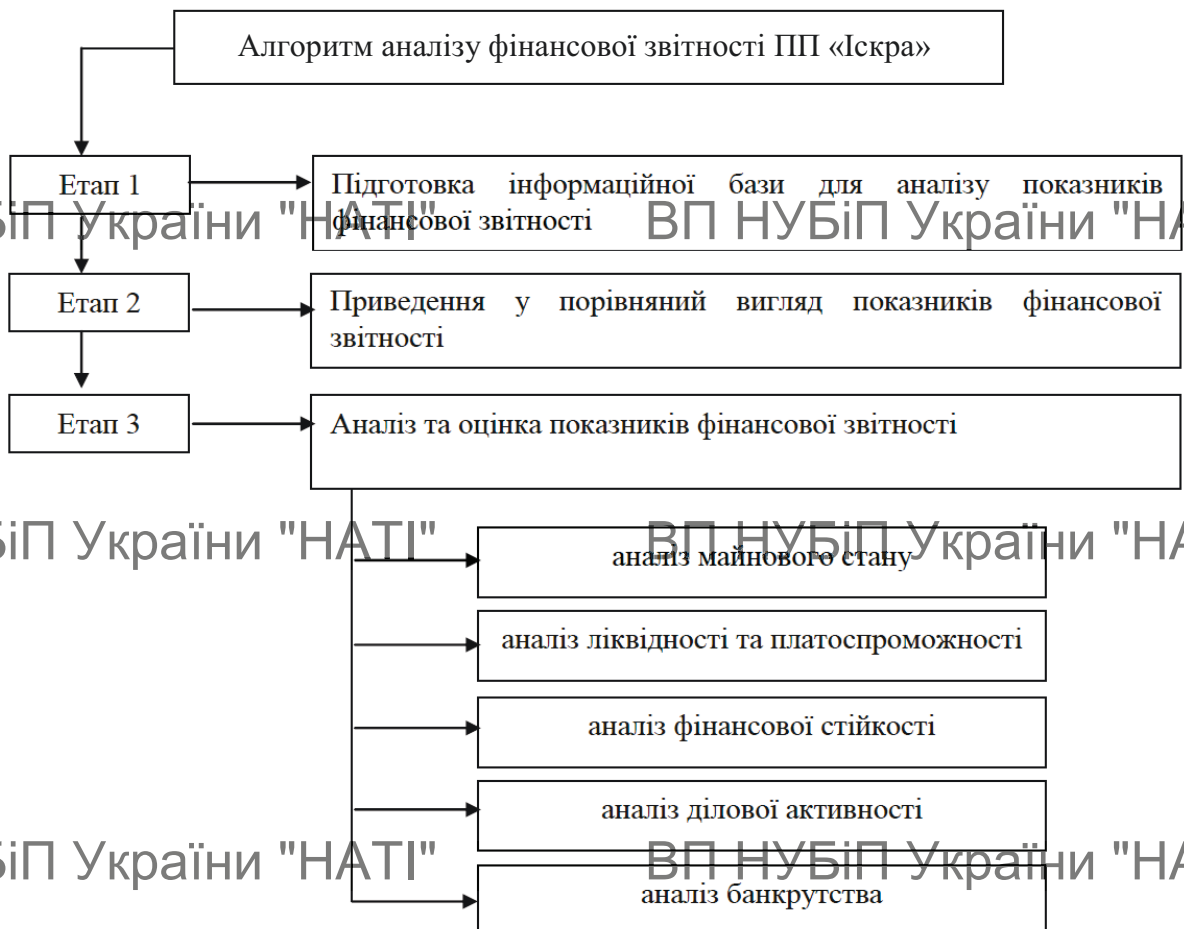 Алгоритм аналізу фінансової звітності ПП «Іскра»
Етап 1
Підготовка інформаційної бази для аналізу показників
фінансової звітності
БіП України "НАТІ" ВП НУБіП України "НА
Етап 2
Приведення у порівняний вигляд показників фінансової
звітності
Етап 3
Аналіз та оцінка показників фінансової звітності
БіП України "НАТІ" ВП НУБіП України "НА
аналіз майнового стану
аналіз ліквідності та платоспроможності
аналіз фінансової стійкості
аналіз ділової активності
БіП України "НАТІ" ВП НУБіП України "НА
аналіз банкрутства